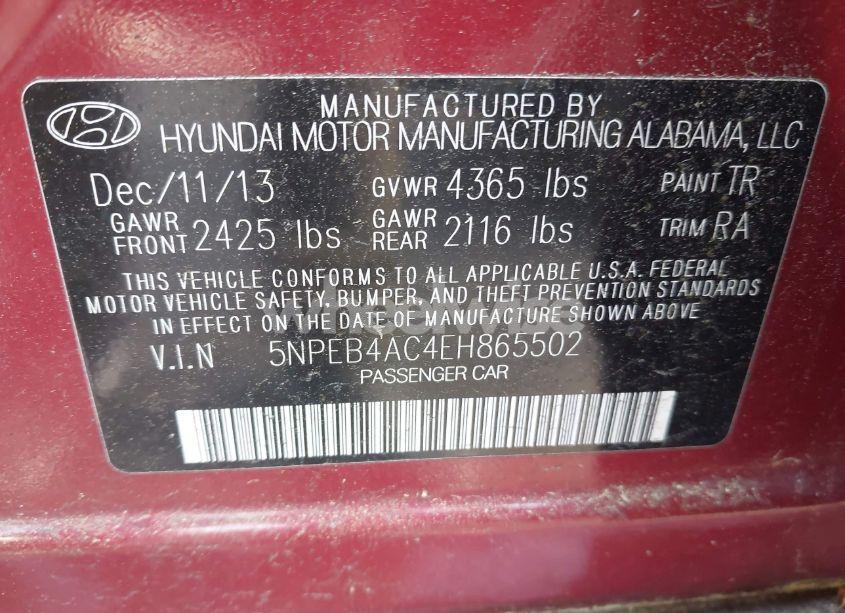 MANUFACTURED BY
HYUNDAI MOTOR MANUFACTURING ALABAMA, LLC
Dec/11/13 GVWR 4365 lbs PAINT TR
GAWR FRONT 2425 lbs GAWR REAR 2116 lbs TRIM RA
THIS VEHICLE CONFORMS TO ALL APPLICABLE U.S.A. FEDERAL
MOTOR VEHICLE SAFETY, BUMPER, AND THEFT PREVENTION STANDARDS
IN EFFECT ON THE DATE OF MANUFACTURE SHOWN ABOVE
V.I.N 5NPEB4AC4EH865502
PASSENGER CAR